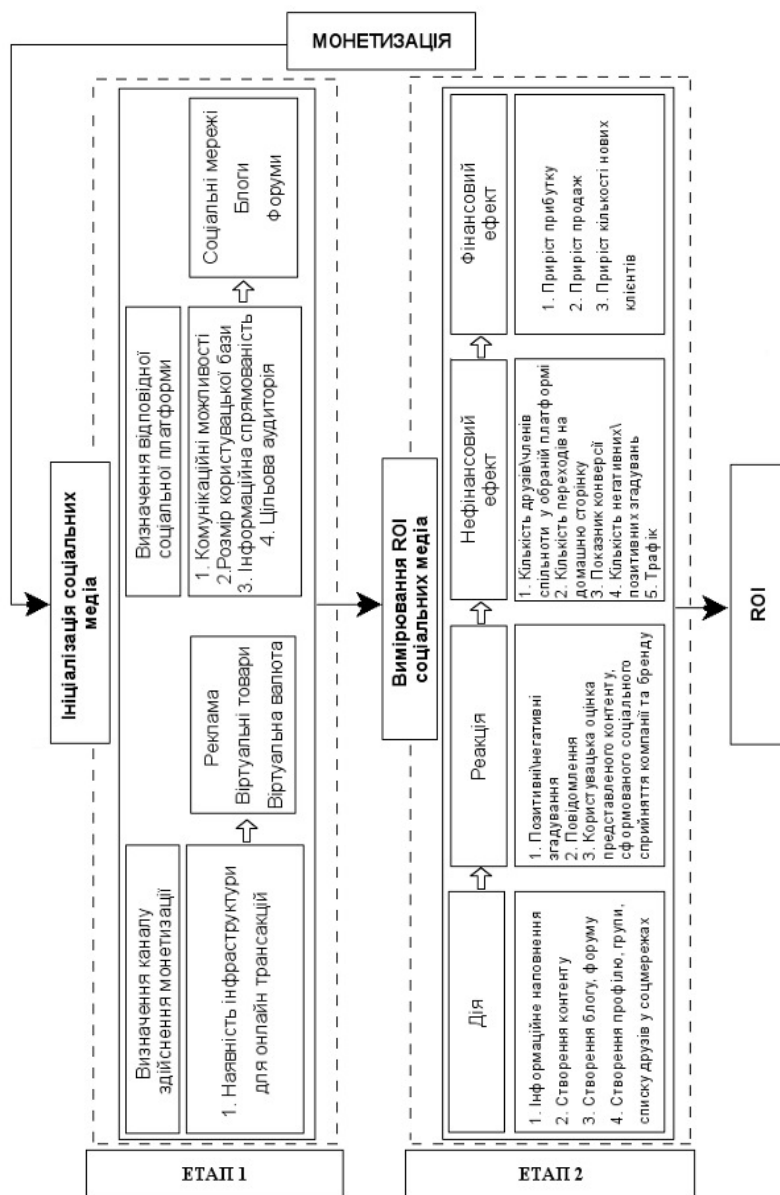 МОНЕТИЗАЦІЯ
Ініціалізація соціальних
медіа
ЕТАП 1
Визначення каналу
здійснення монетизації
1. Наявність інфраструктури
для онлайн трансакцій
Реклама
Віртуальні товари
Віртуальна валюта
Визначення відповідної
соціальної платформи
1. Комунікаційні можливості
2.Розмір користувацької бази
3. Інформаційна спрямованість
4. Цільова аудиторія
Соціальні мережі
Блоги
Форуми
Вимірювання ROI
соціальних медіа
ЕТАП 2
Дія
1. Інформаційне наповнення
2. Створення контенту
3. Створення блогу, форуму
4. Створення профілю, групи,
списку друзів у соцмережах
Реакція
1. Позитивні\негативні
згадування
2. Повідомлення
3. Користувацька оцінка
представленого контенту,
сформованого соціального
сприйняття компанії та бренду
Нефінансовий
ефект
1. Кількість друзів\членів
спільноти у обраній платформі
2. Кількість переходів на
домашню сторінку
3. Показник конверсії
4. Кількість негативних\
позитивних згадувань
5. Трафік
Фінансовий
ефект
1. Приріст прибутку
2. Приріст продаж
3. Приріст кількості нових
клієнтів
ROI